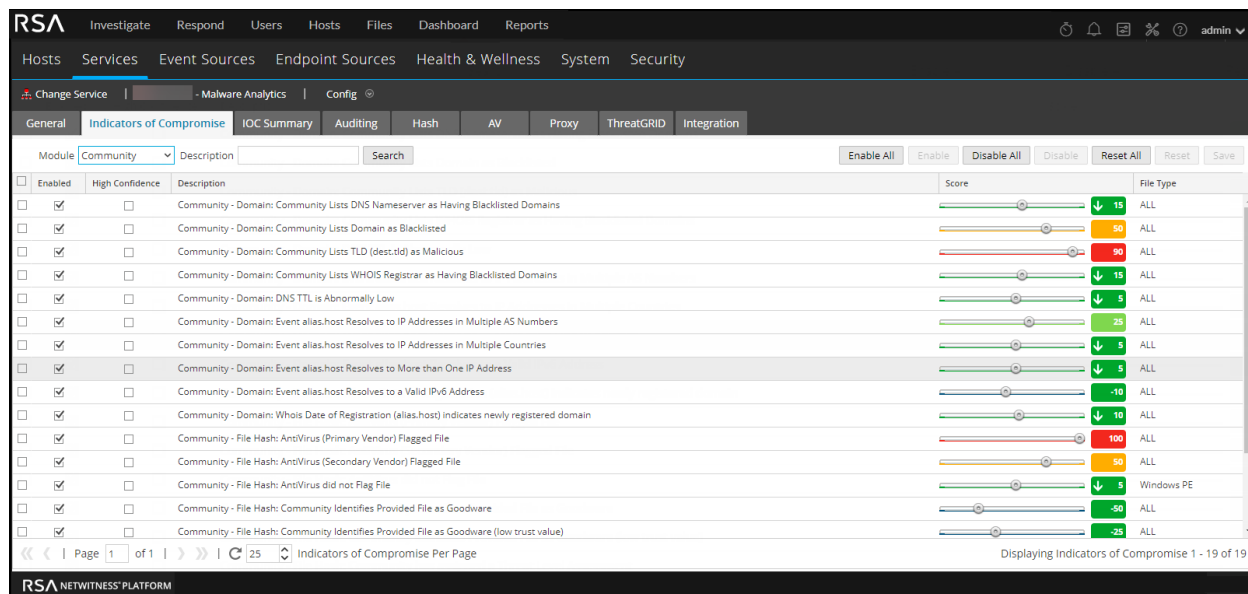 RSA Investigate Respond Users Hosts Files Dashboard Reports admin
Hosts Services Event Sources Endpoint Sources Health & Wellness System Security
Change Service | - Malware Analytics | Config
General Indicators of Compromise IOC Summary Auditing Hash AV Proxy ThreatGRID Integration
Module Community Description Search Enable All Enable Disable All Disable Reset All Reset Save
Enabled High Confidence Description Score File Type
Community - Domain: Community Lists DNS Nameserver as Having Blacklisted Domains 15 ALL
Community - Domain: Community Lists Domain as Blacklisted 50 ALL
Community - Domain: Community Lists TLD (dest.tld) as Malicious 90 ALL
Community - Domain: Community Lists WHOIS Registrar as Having Blacklisted Domains 15 ALL
Community - Domain: DNS TTL is Abnormally Low 5 ALL
Community - Domain: Event alias.host Resolves to IP Addresses in Multiple AS Numbers 25 ALL
Community - Domain: Event alias.host Resolves to IP Addresses in Multiple Countries 5 ALL
Community - Domain: Event alias.host Resolves to More than One IP Address 5 ALL
Community - Domain: Event alias.host Resolves to a Valid IPv6 Address -10 ALL
Community - Domain: Whois Date of Registration (alias.host) indicates newly registered domain 10 ALL
Community - File Hash: AntiVirus (Primary Vendor) Flagged File 100 ALL
Community - File Hash: AntiVirus (Secondary Vendor) Flagged File 50 ALL
Community - File Hash: AntiVirus did not Flag File 5 Windows PE
Community - File Hash: Community Identifies Provided File as Goodware -50 ALL
Community - File Hash: Community Identifies Provided File as Goodware (low trust value) -25 ALL
Page 1 of 1 | 25 Indicators of Compromise Per Page Displaying Indicators of Compromise 1 - 19 of 19
RSA NETWITNESS® PLATFORM